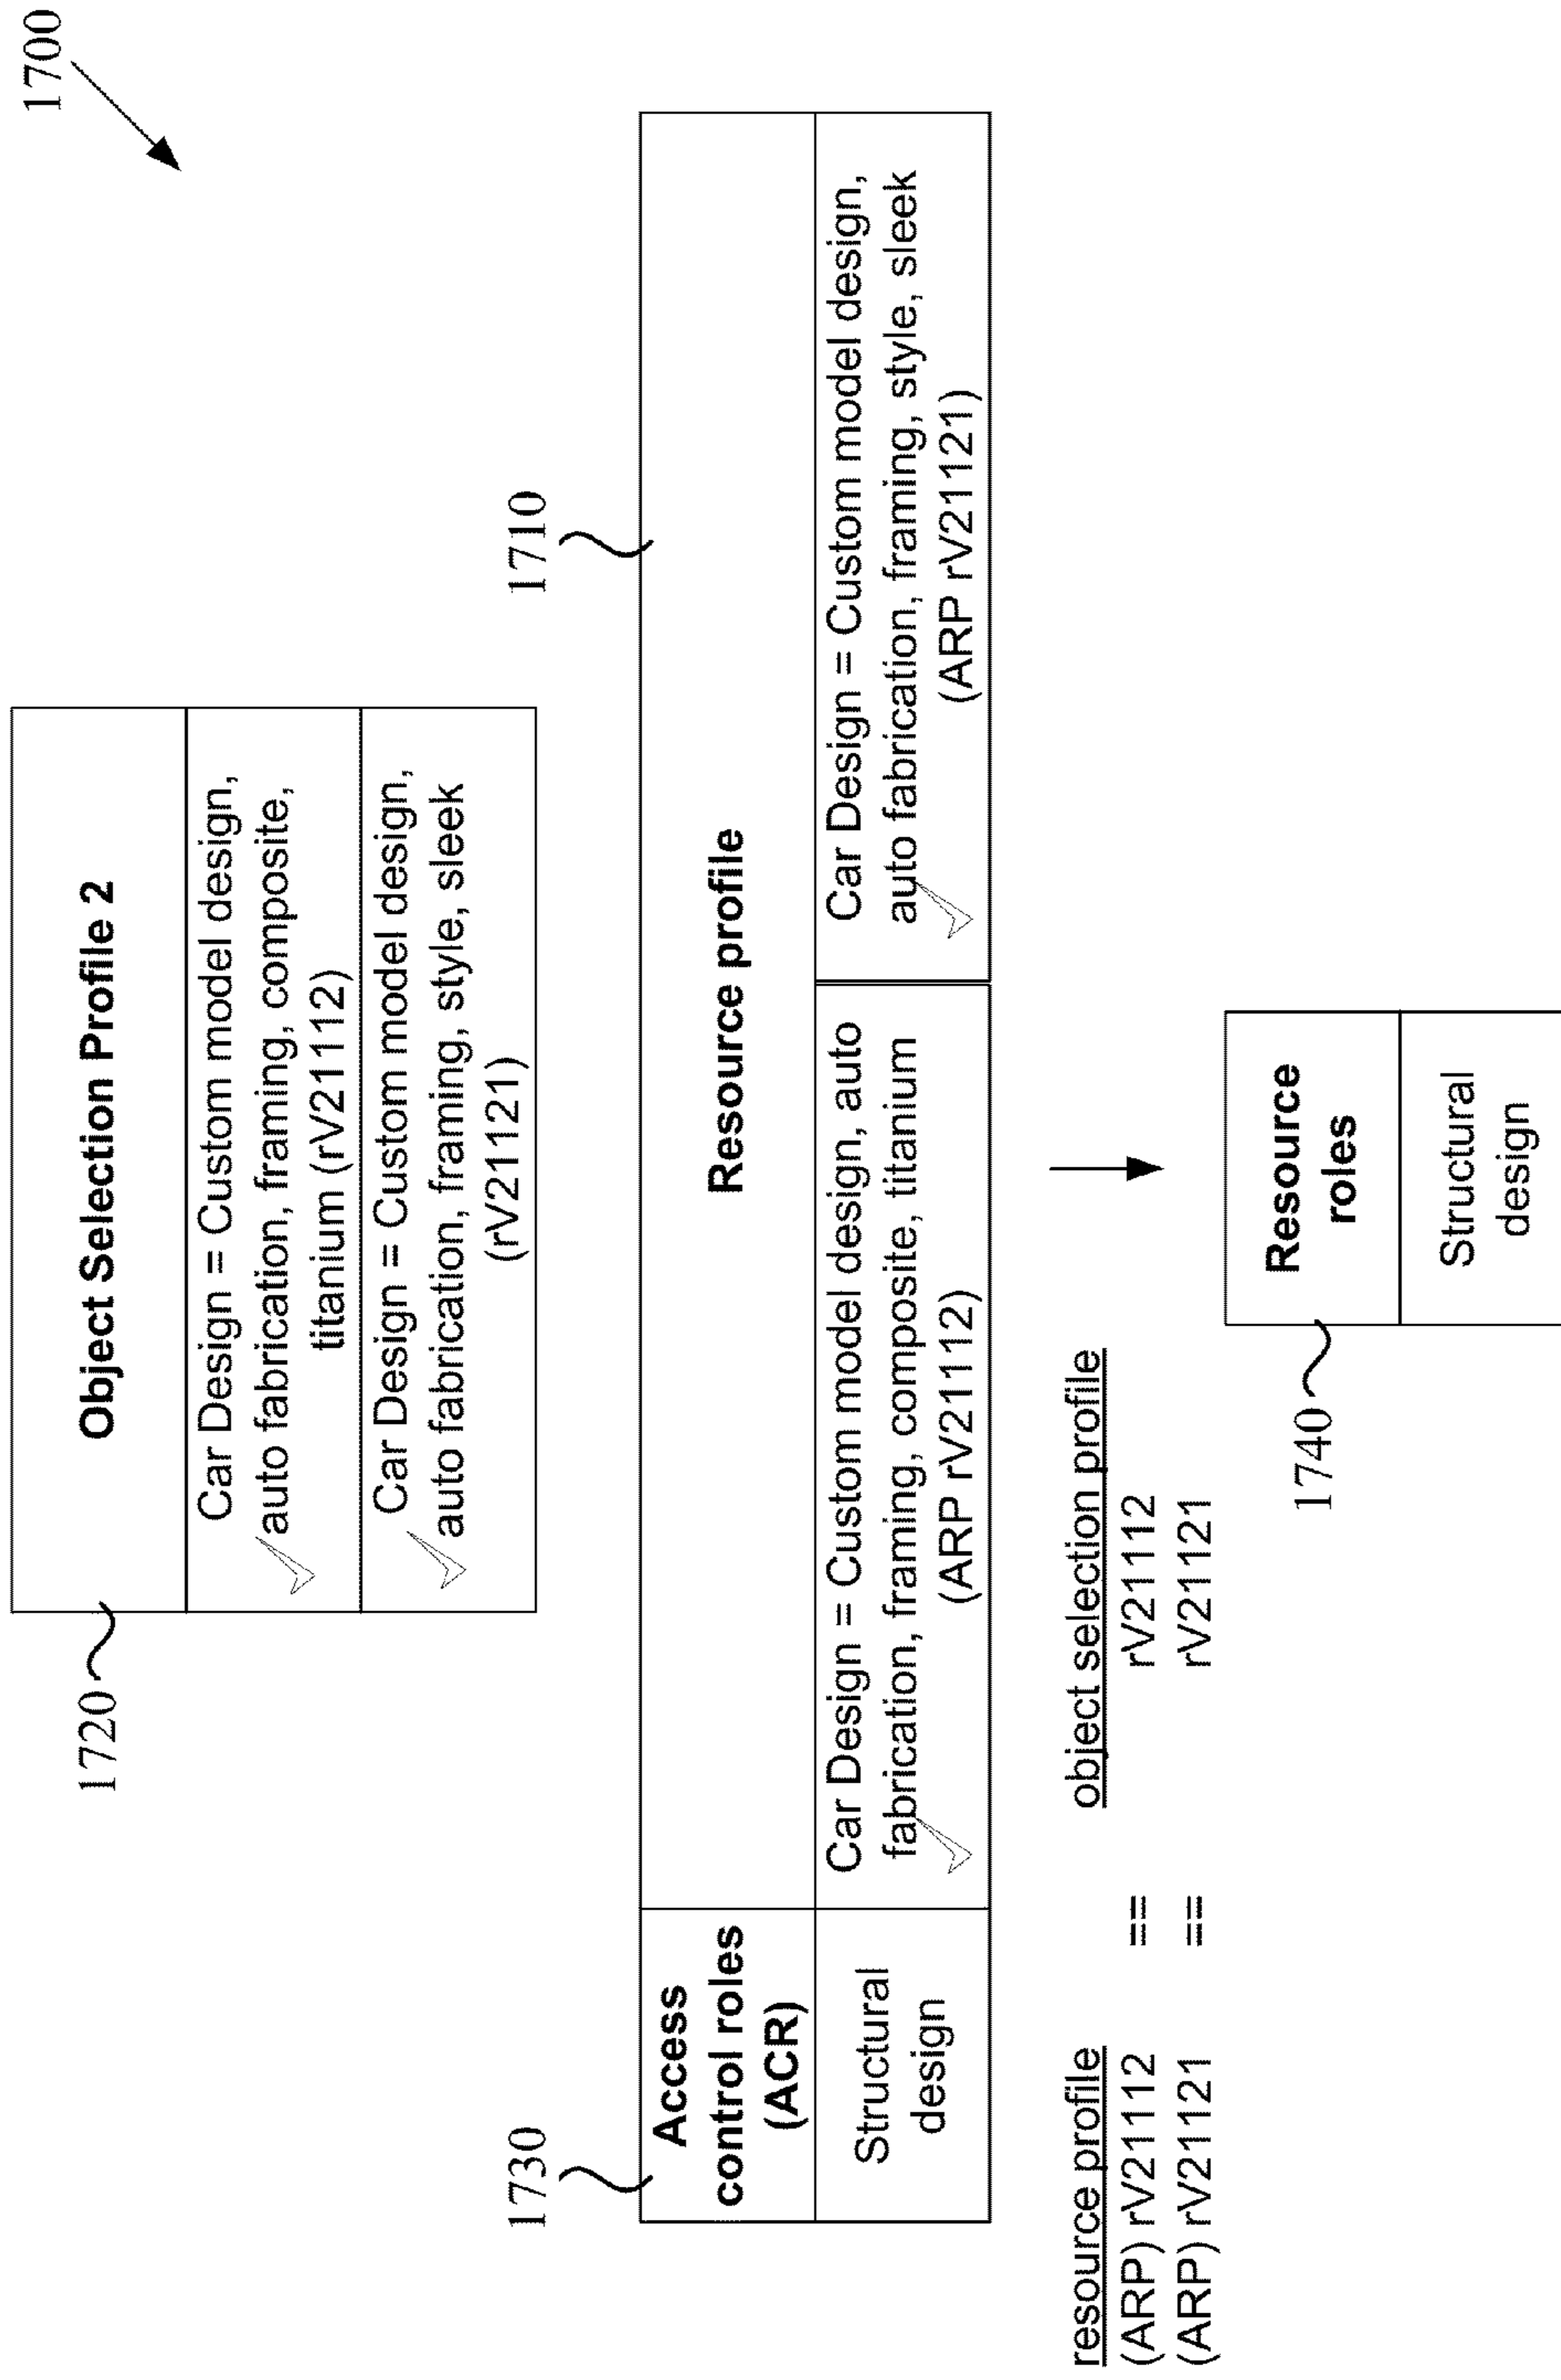 1700
1720
Object Selection Profile 2
Car Design = Custom model design,
auto fabrication, framing, composite,
titanium (rV21112)
Car Design = Custom model design,
auto fabrication, framing, style, sleek
(rV21121)
1730
1710
Access
control roles
(ACR)
Resource profile
Structural
design
Car Design = Custom model design, auto
fabrication, framing, composite, titanium
(ARP rV21112)
Car Design = Custom model design,
auto fabrication, framing, style, sleek
(ARP rV21121)
resource profile object selection profile
(ARP) rV21112 == rV21112
(ARP) rV21121 == rV21121
1740
Resource
roles
Structural
design